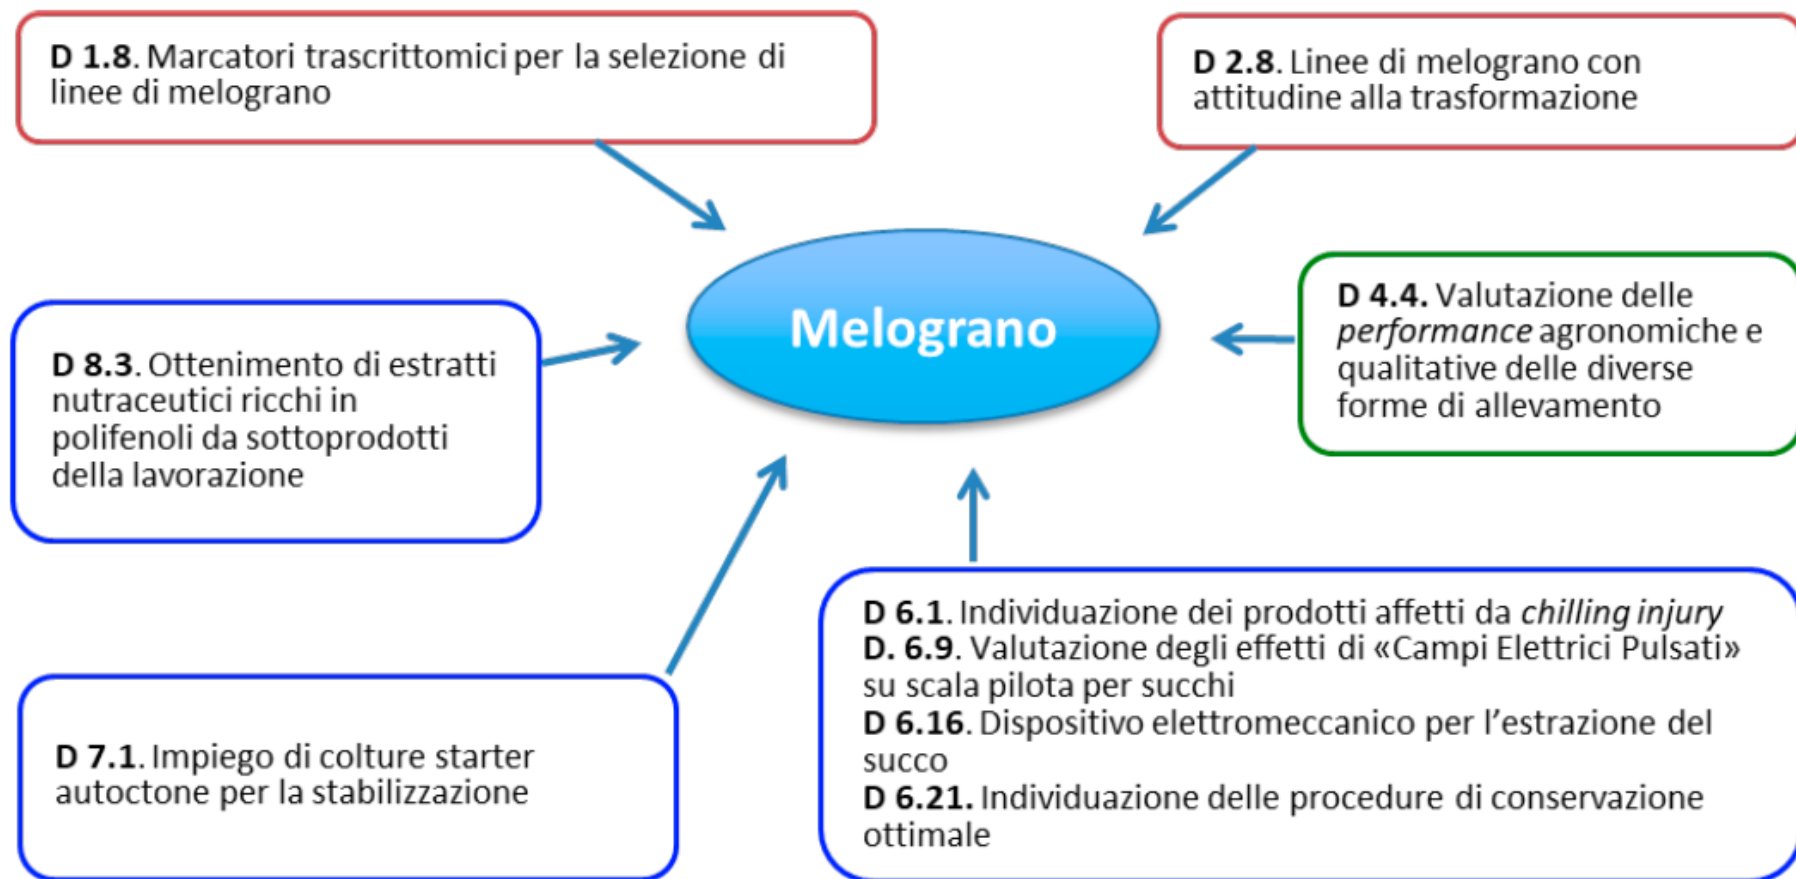 D 1.8. Marcatori trascrittomici per la selezione di
linee di melograno
D 2.8. Linee di melograno con
attitudine alla trasformazione
Melograno
D 4.4. Valutazione delle
performance agronomiche e
qualitative delle diverse
forme di allevamento
D 8.3. Ottenimento di estratti
nutraceutici ricchi in
polifenoli da sottoprodotti
della lavorazione
D 6.1. Individuazione dei prodotti affetti da chilling injury
D. 6.9. Valutazione degli effetti di «Campi Elettrici Pulsati»
su scala pilota per succhi
D 6.16. Dispositivo elettromeccanico per l’estrazione del
succo
D 6.21. Individuazione delle procedure di conservazione
ottimale
D 7.1. Impiego di colture starter
autoctone per la stabilizzazione